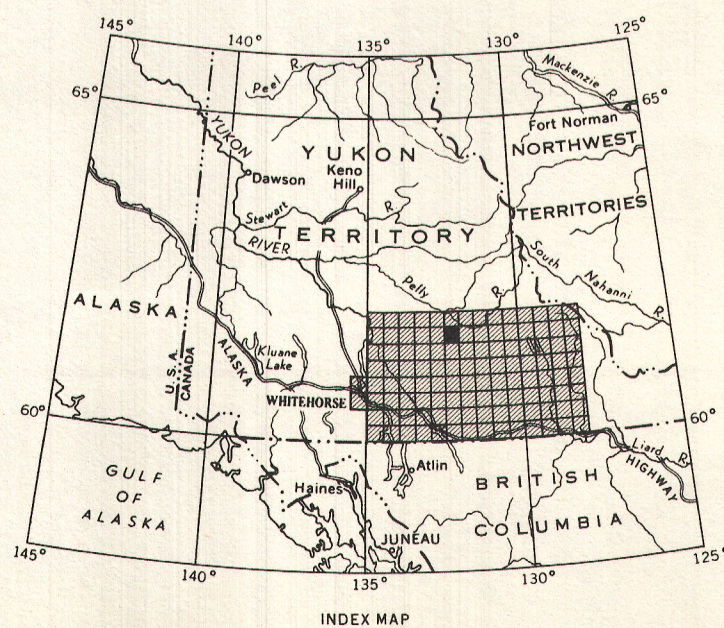 145°
140°
135°
130°
125°
65°
Peel R.
Mackenzie R.
65°
Fort Norman
YUKON
YUKON
NORTHWEST
Keno
Hill
Dawson
TERRITORIES
Stewart R.
TERRITORY
RIVER
South Nahanni R.
Pelly R.
ALASKA
ALASKA
Kluane
Lake
U.S.A.
CANADA
WHITEHORSE
60°
60°
Liard R.
HIGHWAY
Atlin
BRITISH
GULF
OF
ALASKA
Haines
COLUMBIA
JUNEAU
145°
140°
135°
130°
125°
INDEX MAP